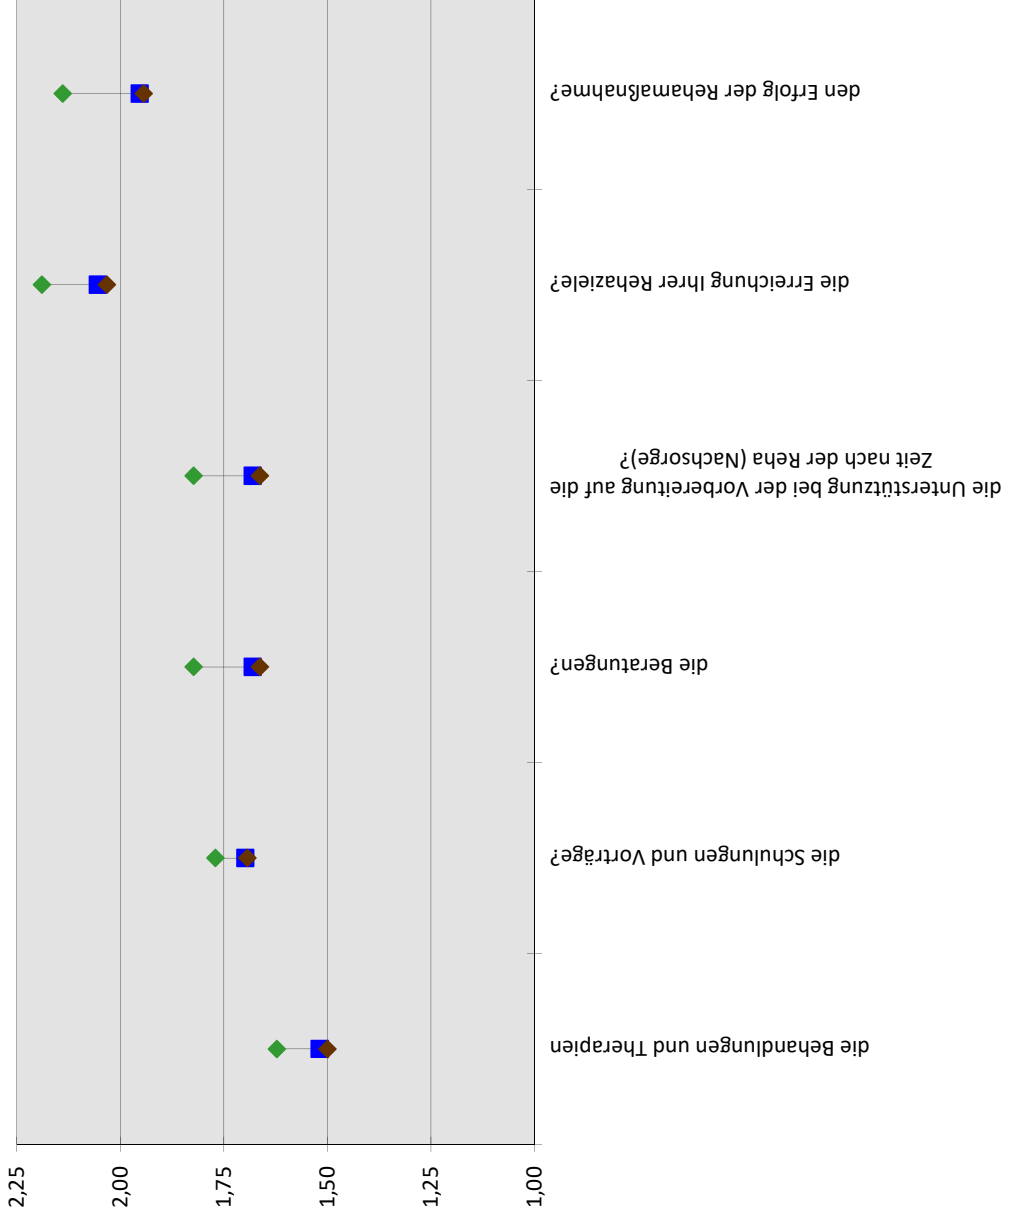 den Erfolg der Rehamaßnahme?
die Erreichung Ihrer Rehaziele?
die Unterstützung bei der Vorbereitung auf die
Zeit nach der Reha (Nachsorge)?
die Beratungen?
die Schulungen und Vorträge?
die Behandlungen und Therapien
2,25
2,00
1,75
1,50
1,25
1,00